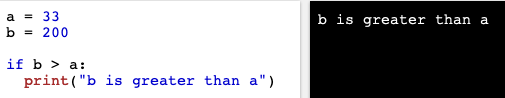 a = 33
b = 200

if b > a:
  print("b is greater than a")
b is greater than a